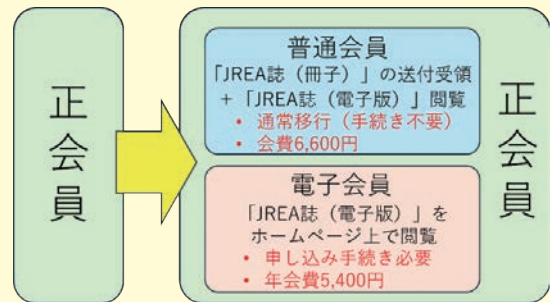 正会員
普通会員
「JREA誌（冊子）」の送付受領
＋「JREA誌（電子版）」閲覧
• 通常移行（手続き不要）
• 会費6,600円
電子会員
「JREA誌（電子版）」を
ホームページ上で閲覧
• 申し込み手続き必要
• 年会費5,400円
正会員